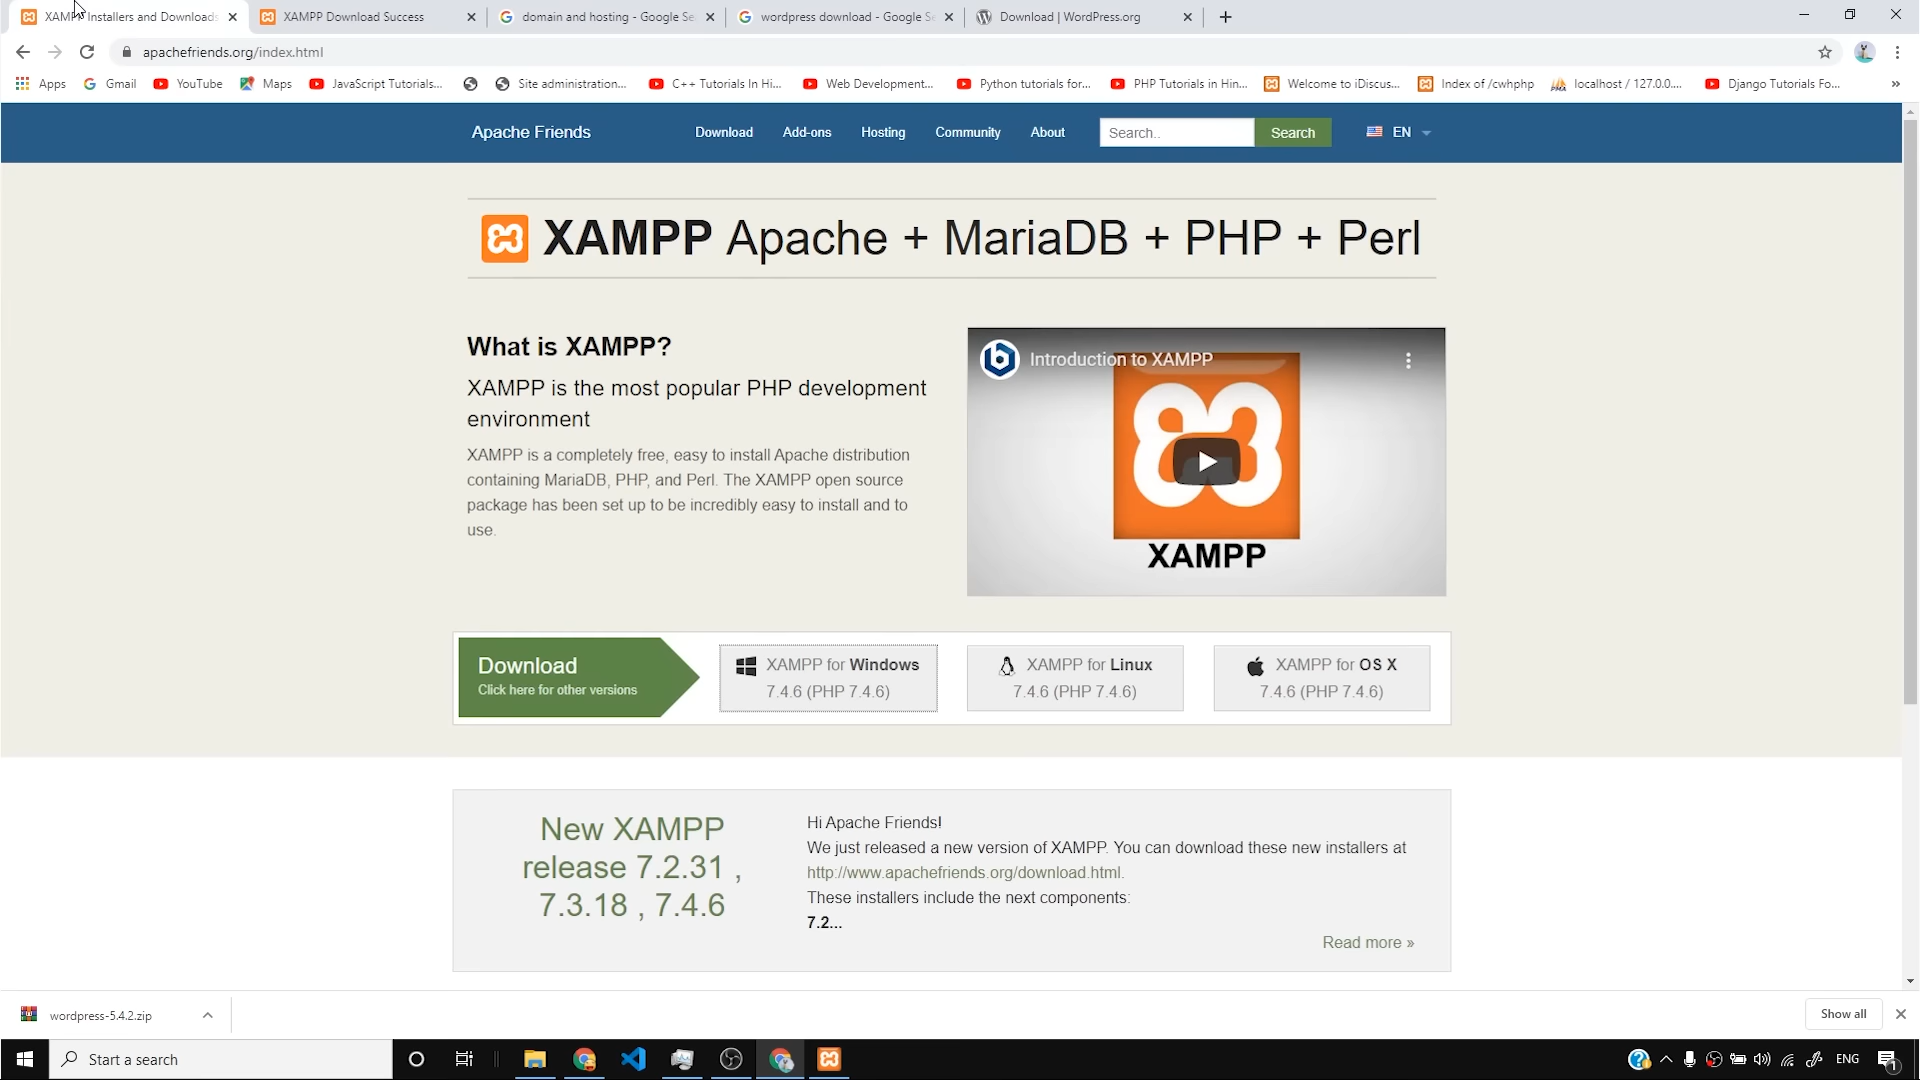 XAMPP Installers and Downloads
XAMPP Download Success
domain and hosting - Google Se
wordpress download - Google Se
Download | WordPress.org
apachefriends.org/index.html
Apps
Gmail
YouTube
Maps
JavaScript Tutorials...
Site administration...
C++ Tutorials In Hi...
Web Development...
Python tutorials for...
PHP Tutorials in Hin...
Welcome to iDiscus...
Index of /cwhphp
localhost / 127.0.0....
Django Tutorials Fo...
»
Apache Friends
Download
Add-ons
Hosting
Community
About
Search..
Search
EN
XAMPP Apache + MariaDB + PHP + Perl
What is XAMPP?
XAMPP is the most popular PHP development
environment
XAMPP is a completely free, easy to install Apache distribution
containing MariaDB, PHP, and Perl. The XAMPP open source
package has been set up to be incredibly easy to install and to
use.
Introduction to XAMPP
XAMPP
Download
Click here for other versions
XAMPP for Windows
7.4.6 (PHP 7.4.6)
XAMPP for Linux
7.4.6 (PHP 7.4.6)
XAMPP for OS X
7.4.6 (PHP 7.4.6)
New XAMPP
release 7.2.31 ,
7.3.18 , 7.4.6
Hi Apache Friends!
We just released a new version of XAMPP. You can download these new installers at
http://www.apachefriends.org/download.html.
These installers include the next components:
7.2...
Read more »
wordpress-5.4.2.zip
Show all
Start a search
ENG
1